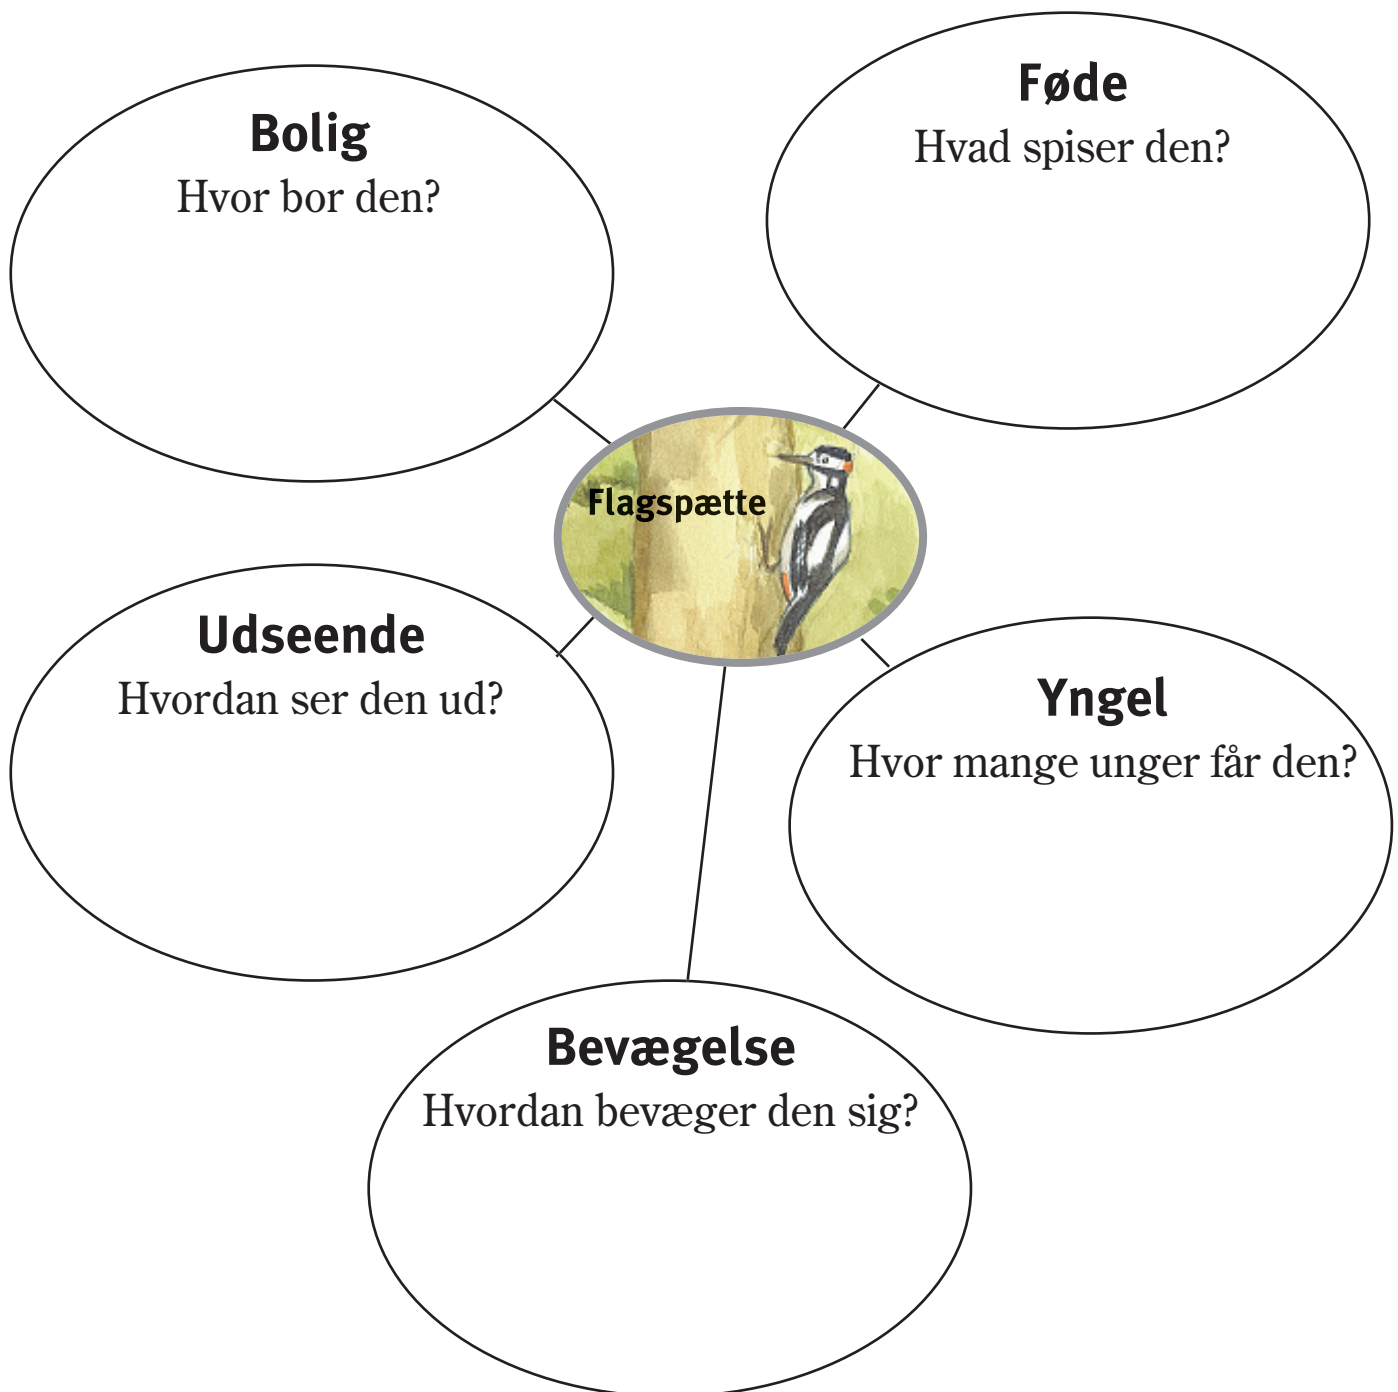 Bolig
Hvor bor den?
Føde
Hvad spiser den?
Flagspætte
Udseende
Hvordan ser den ud?
Yngel
Hvor mange unger får den?
Bevægelse
Hvordan bevæger den sig?